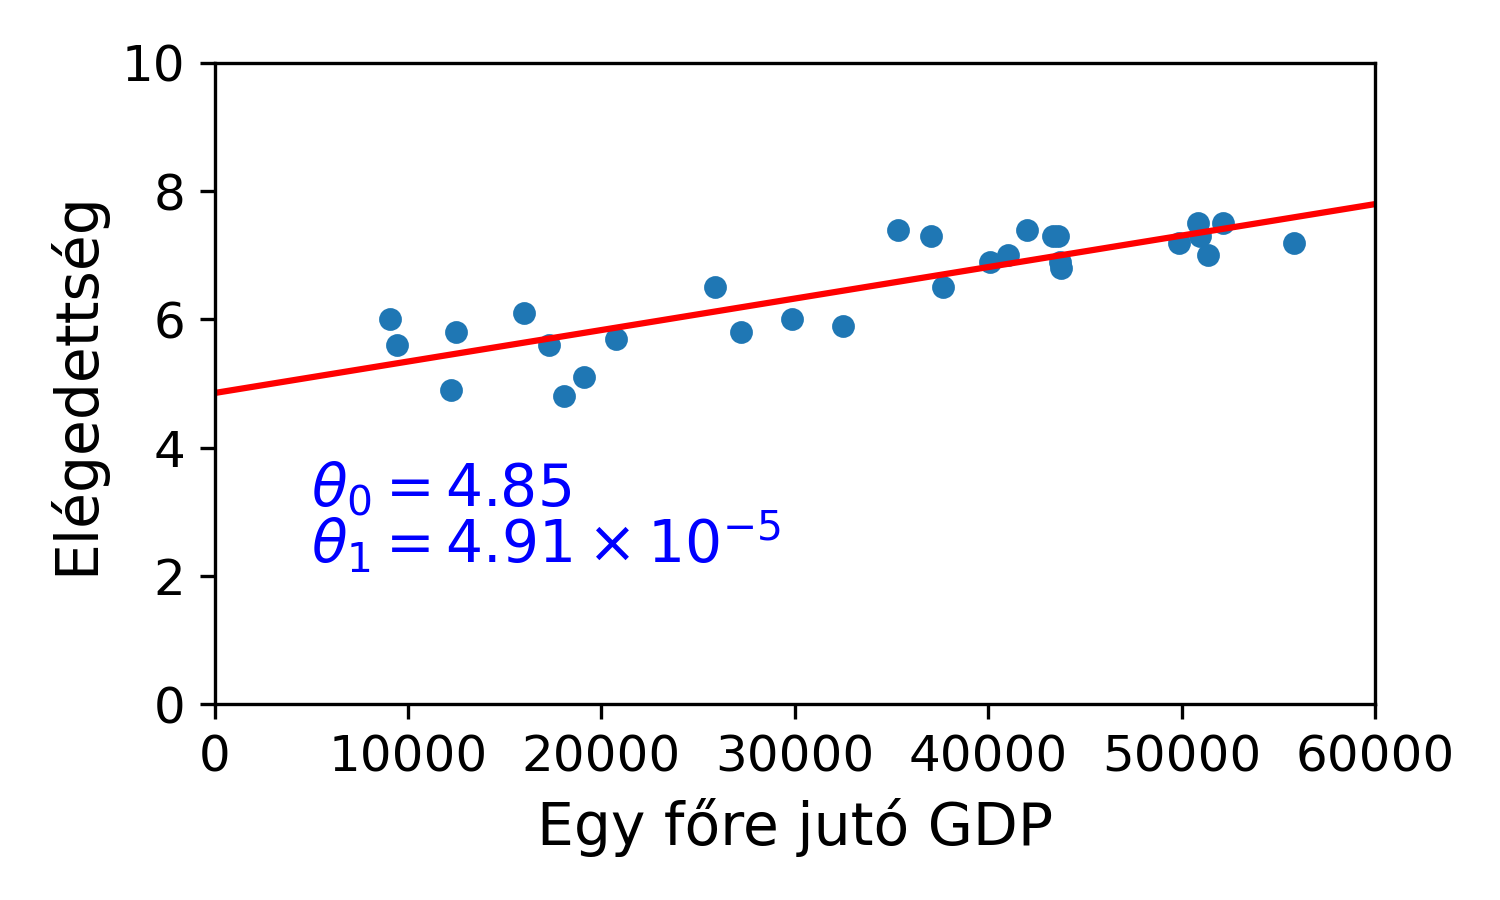 10
8
6
4
2
0
Elégedettség
θ₀ = 4.85
θ₁ = 4.91 × 10⁻⁵
0 10000 20000 30000 40000 50000 60000
Egy főre jutó GDP